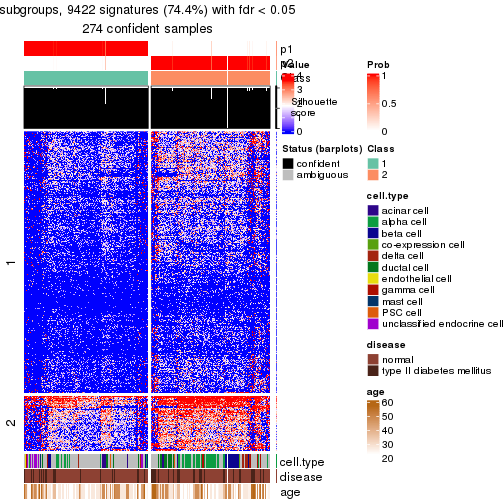 subgroups, 9422 signatures (74.4%) with fdr < 0.05
274 confident samples
p1
p2
Class
Silhouette
score
Value
4
3
2
1
0
Prob
1
0.5
0
Status (barplots)
confident
ambiguous
Class
1
2
cell.type
acinar cell
alpha cell
beta cell
co-expression cell
delta cell
ductal cell
endothelial cell
gamma cell
mast cell
PSC cell
unclassified endocrine cell
disease
normal
type II diabetes mellitus
age
60
50
40
30
20
1
2
cell.type
disease
age